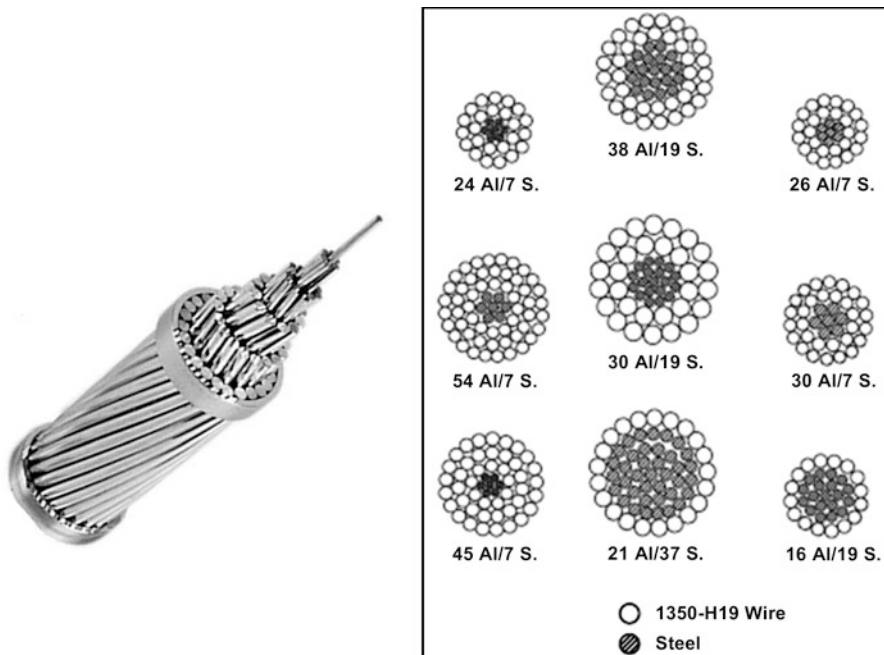 38 Al/19 S.
24 Al/7 S.
26 Al/7 S.
54 Al/7 S.
30 Al/19 S.
30 Al/7 S.
45 Al/7 S.
21 Al/37 S.
16 Al/19 S.
1350-H19 Wire
Steel